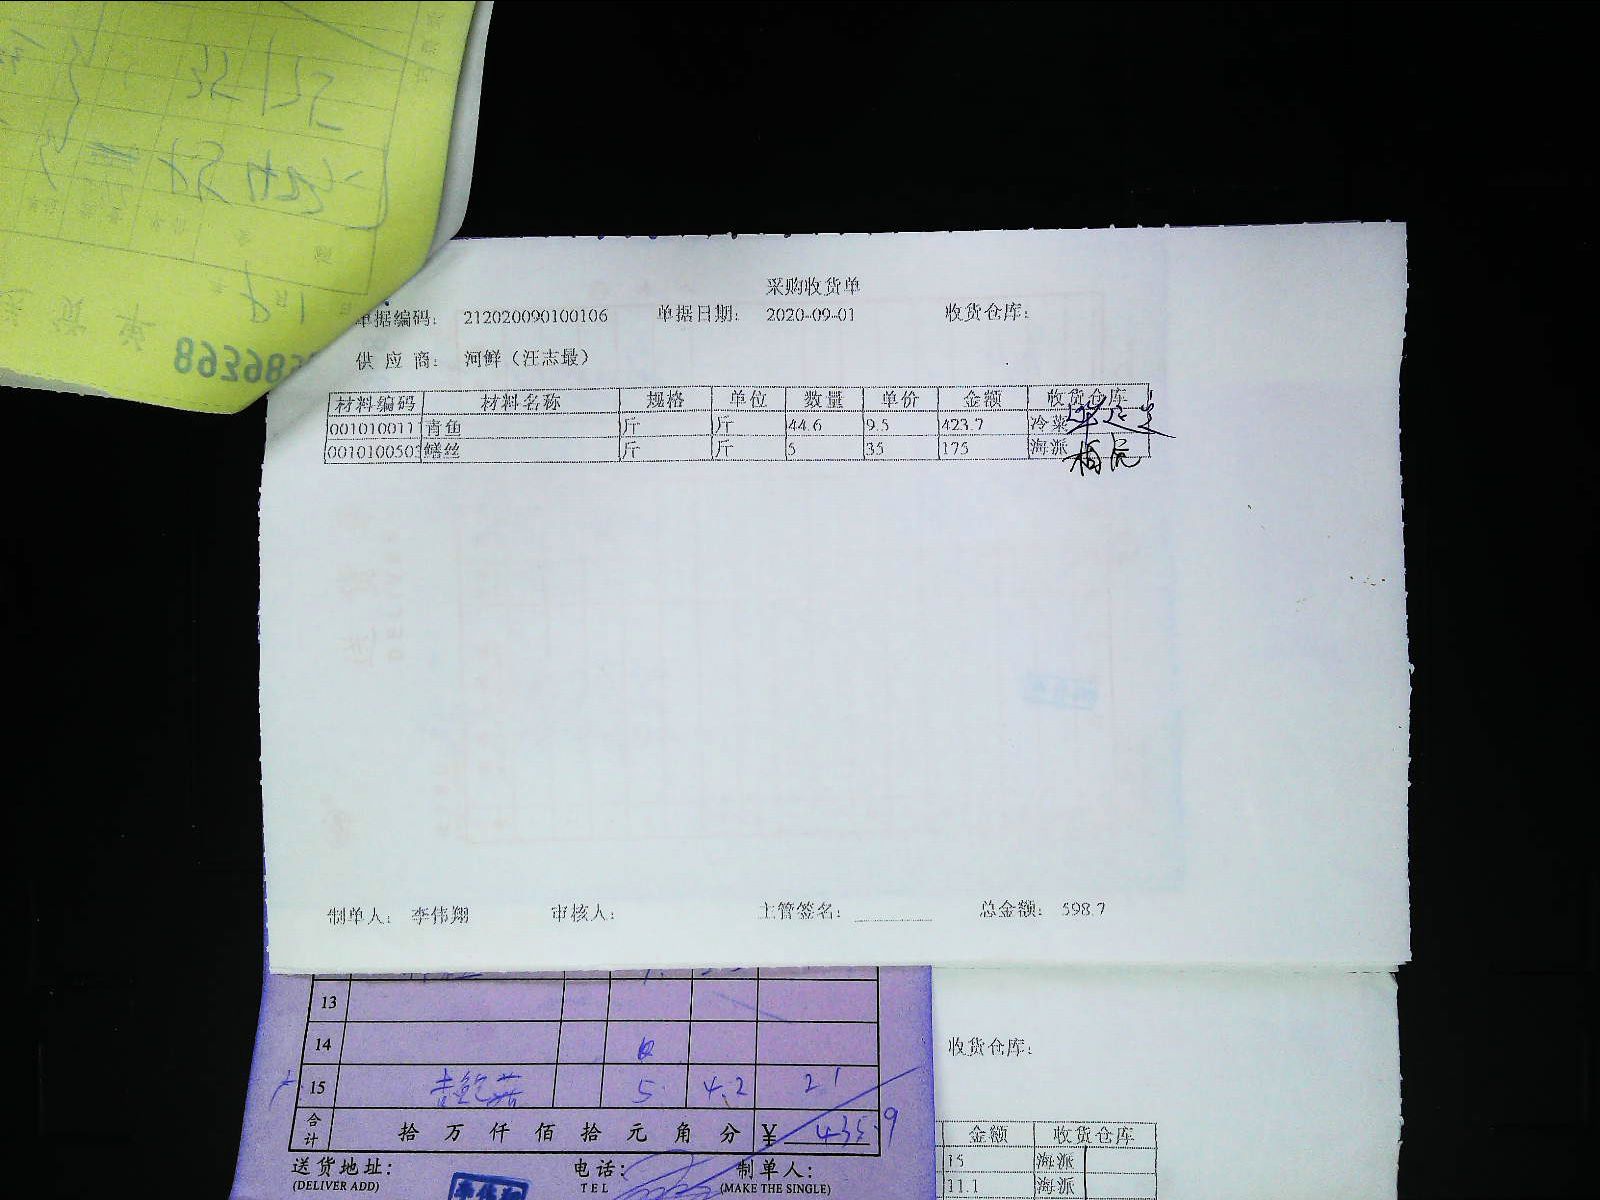 采购收货单
单据编码: 212020090100106 单据日期: 2020-09-01 收货仓库:
供应商: 河鲜（汪志最）
材料编码 材料名称 规格 单位 数量 单价 金额 收货仓库
0010100111 青鱼 斤 斤 44.6 9.5 423.7 冷菜
001010050 鳝丝 斤 斤 5 35 175 海派
制单人: 李伟翔 审核人: 主管签名: 总金额: 598.7
13
14
15 杏鲍菇 5 4.2 21
合计 拾万仟佰拾元角分 ¥ 435.9
送货地址: 电话: 制单人:
(DELIVER ADD) TEL (MAKE THE SINGLE)
收货仓库:
金额 收货仓库
15 海派
11.1 海派